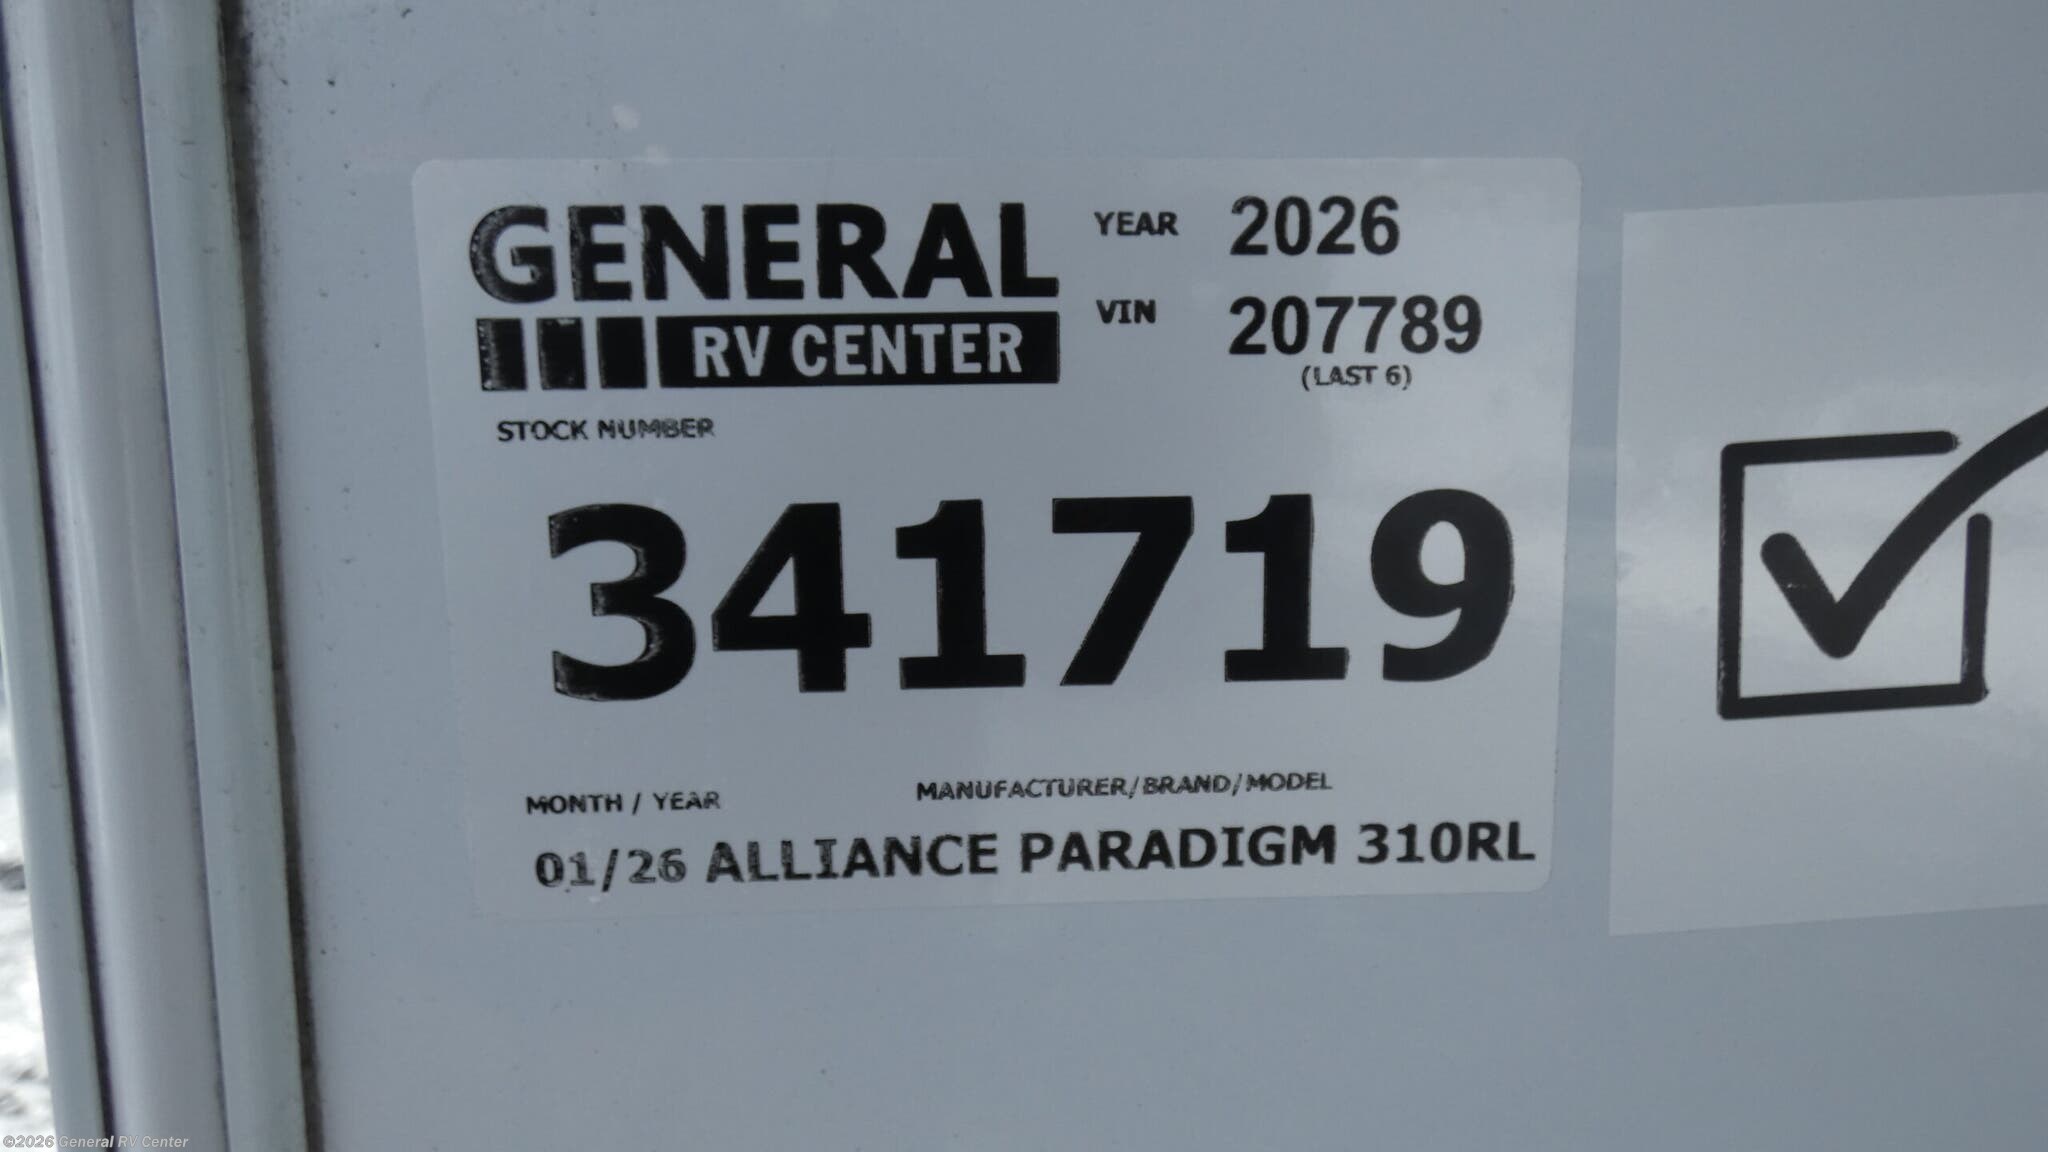 GENERAL
RV CENTER
YEAR 2026
VIN 207789
(LAST 6)
STOCK NUMBER
341719
MONTH / YEAR MANUFACTURER/BRAND/MODEL
01/26 ALLIANCE PARADIGM 310RL
©2026 General RV Center